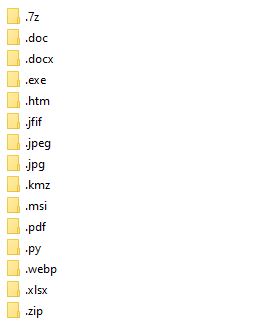 .7z
.doc
.docx
.exe
.htm
.jfif
.jpeg
.jpg
.kmz
.msi
.pdf
.py
.webp
.xlsx
.zip